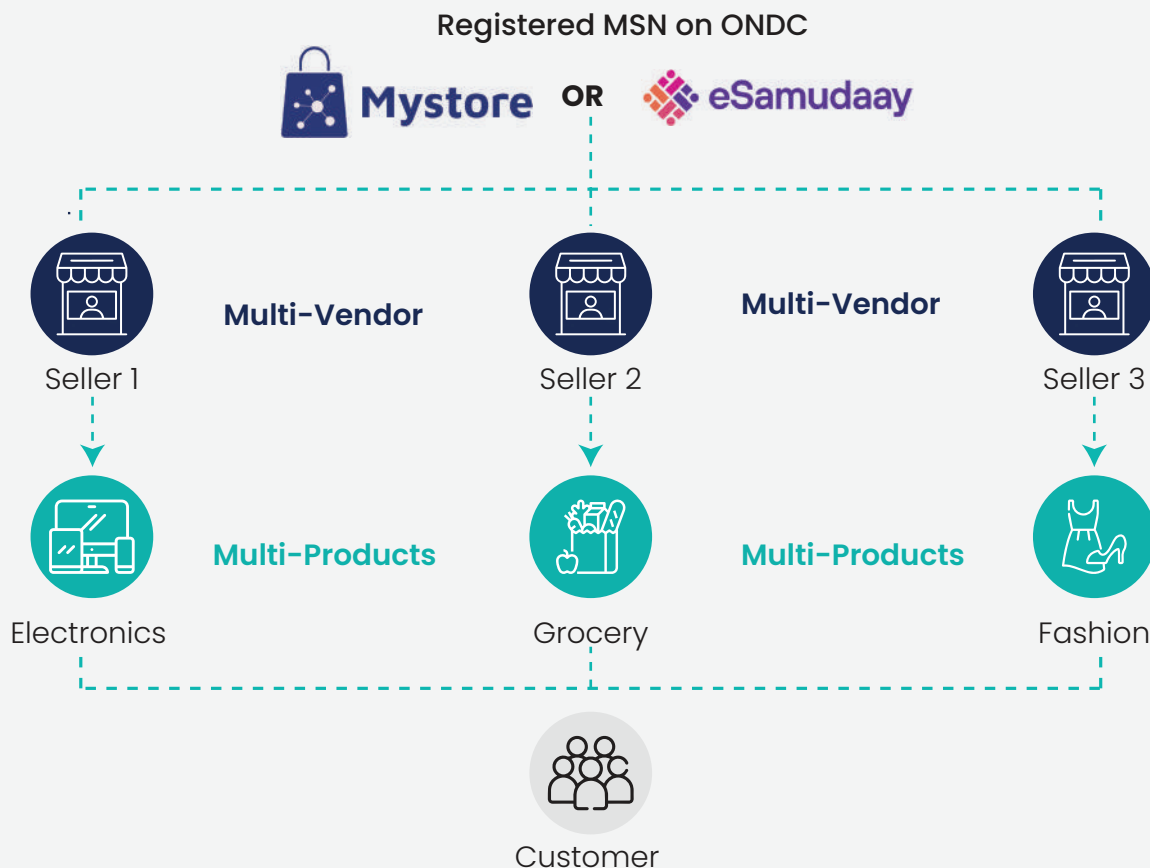 Registered MSN on ONDC
Mystore OR eSamudaay
Multi-Vendor Multi-Vendor
Seller 1 Seller 2 Seller 3
Multi-Products Multi-Products
Electronics Grocery Fashion
Customer